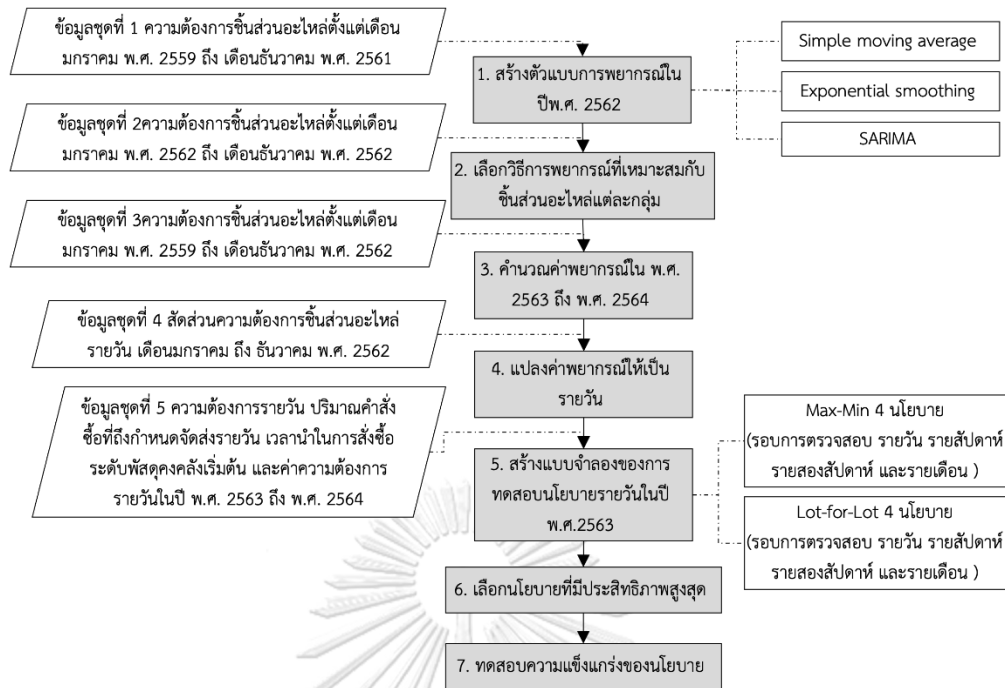 ข้อมูลชุดที่ 1 ความต้องการชิ้นส่วนอะไหล่ตั้งแต่เดือน
มกราคม พ.ศ. 2559 ถึง เดือนธันวาคม พ.ศ. 2561
1. สร้างตัวแบบการพยากรณ์ใน
ปีพ.ศ. 2562
Simple moving average
Exponential smoothing
SARIMA
ข้อมูลชุดที่ 2ความต้องการชิ้นส่วนอะไหล่ตั้งแต่เดือน
มกราคม พ.ศ. 2562 ถึง เดือนธันวาคม พ.ศ. 2562
2. เลือกวิธีการพยากรณ์ที่เหมาะสมกับ
ชิ้นส่วนอะไหล่แต่ละกลุ่ม
ข้อมูลชุดที่ 3ความต้องการชิ้นส่วนอะไหล่ตั้งแต่เดือน
มกราคม พ.ศ. 2559 ถึง เดือนธันวาคม พ.ศ. 2562
3. คำนวณค่าพยากรณ์ใน พ.ศ.
2563 ถึง พ.ศ. 2564
ข้อมูลชุดที่ 4 สัดส่วนความต้องการชิ้นส่วนอะไหล่
รายวัน เดือนมกราคม ถึง ธันวาคม พ.ศ. 2562
4. แปลงค่าพยากรณ์ให้เป็น
รายวัน
ข้อมูลชุดที่ 5 ความต้องการรายวัน ปริมาณคำสั่ง
ซื้อที่ถึงกำหนดจัดส่งรายวัน เวลานำในการสั่งซื้อ
ระดับพัสดุคงคลังเริ่มต้น และค่าความต้องการ
รายวันในปี พ.ศ. 2563 ถึง พ.ศ. 2564
5. สร้างแบบจำลองของการ
ทดสอบนโยบายรายวันในปี
พ.ศ.2563
Max-Min 4 นโยบาย
(รอบการตรวจสอบ รายวัน รายสัปดาห์
รายสองสัปดาห์ และรายเดือน )
Lot-for-Lot 4 นโยบาย
(รอบการตรวจสอบ รายวัน รายสัปดาห์
รายสองสัปดาห์ และรายเดือน )
6. เลือกนโยบายที่มีประสิทธิภาพสูงสุด
7. ทดสอบความแข็งแกร่งของนโยบาย